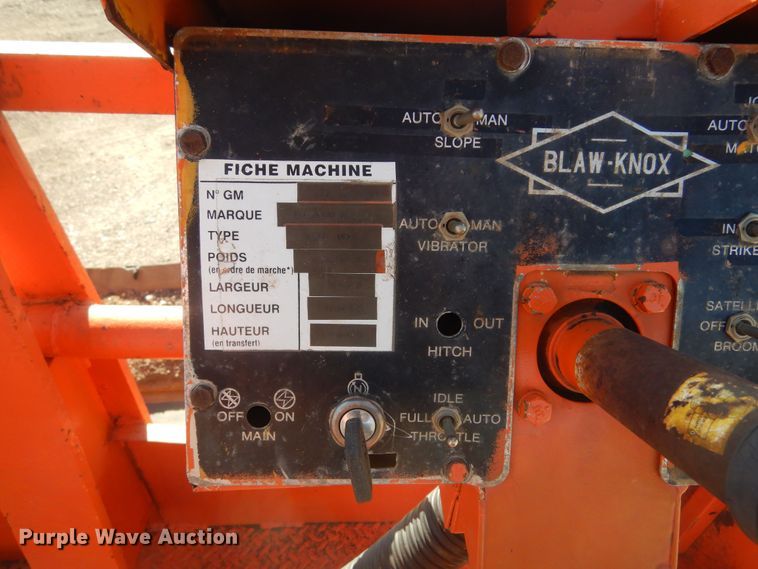 AUTO MAN
SLOPE
BLAW-KNOX
AUTO
FICHE MACHINE
N° GM
MARQUE
TYPE
POIDS
(en ordre de marche*)
LARGEUR
LONGUEUR
HAUTEUR
(en transfert)
AUTO MAN
VIBRATOR
IN
IN OUT
HITCH
OFF
BROOM
N
OFF ON
MAIN
IDLE
FULL AUTO
THROTTLE
Purple Wave Auction